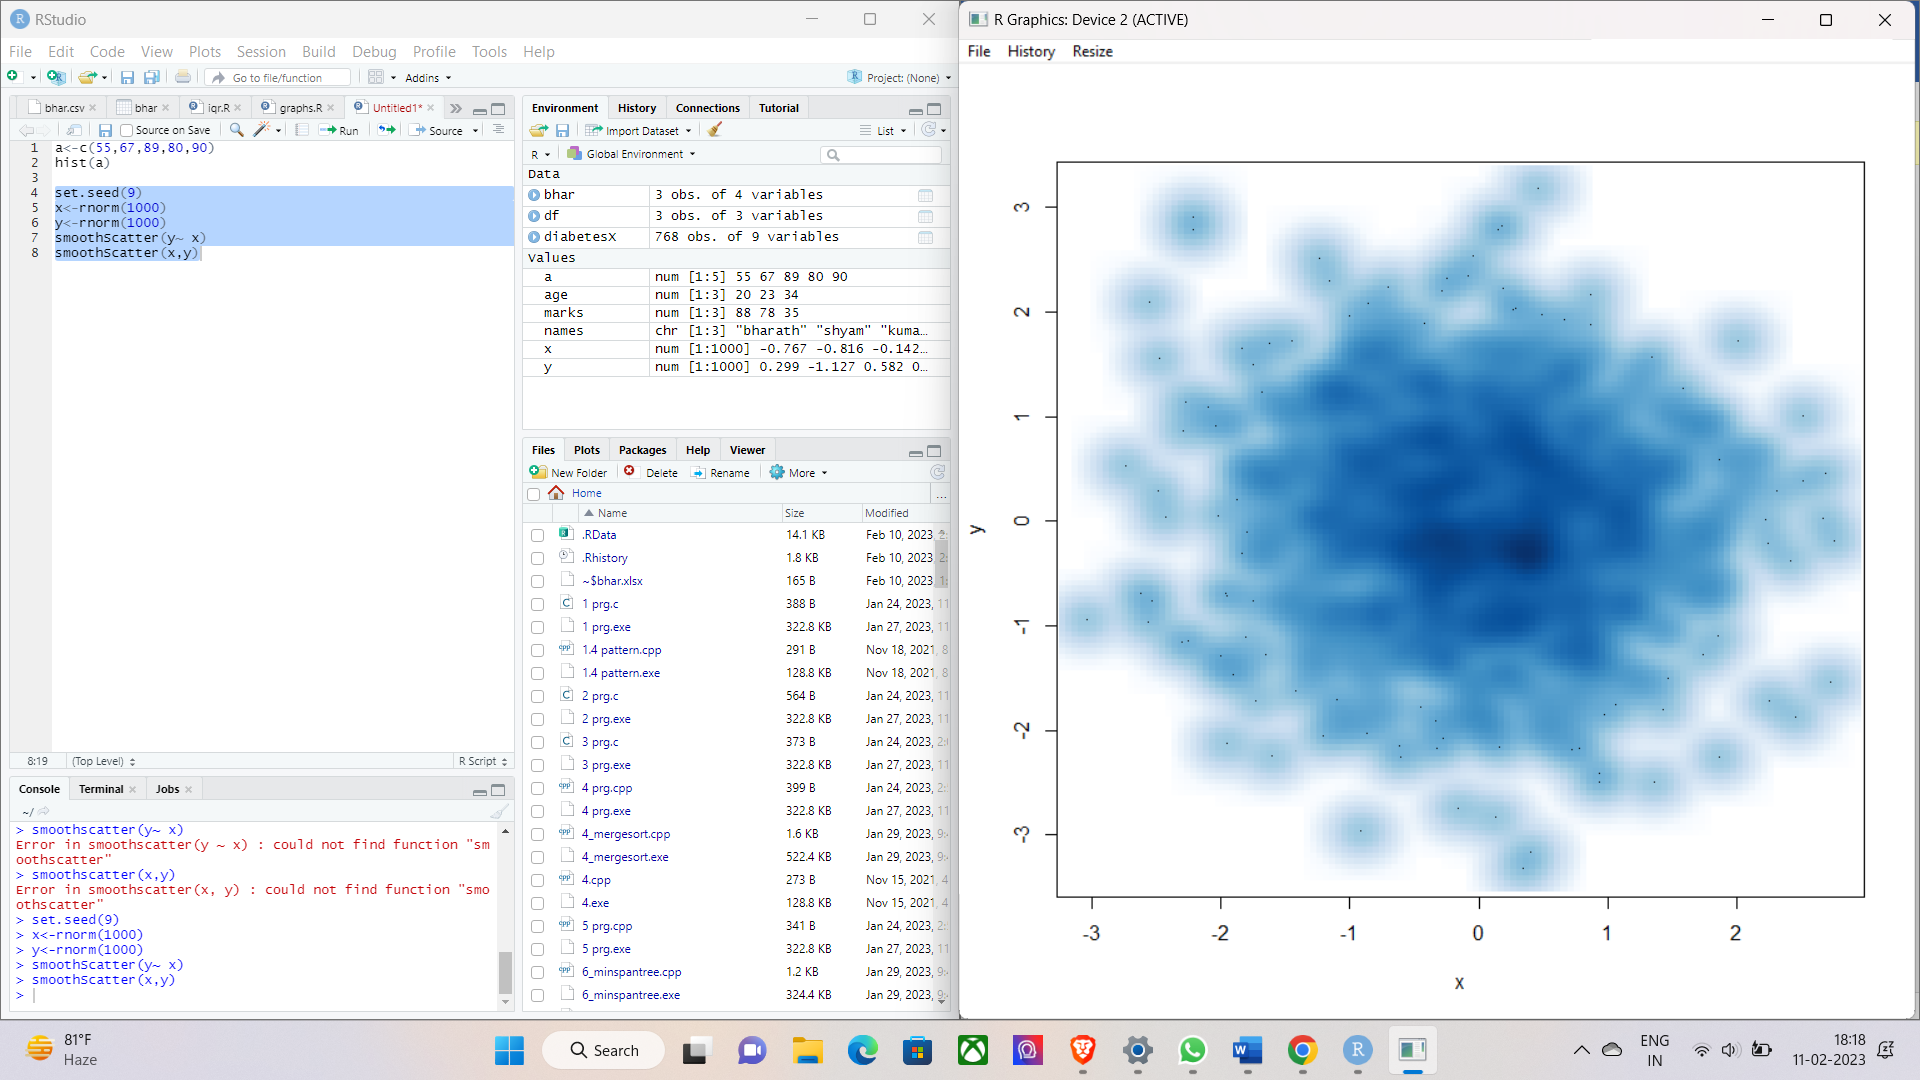 RStudio
File Edit Code View Plots Session Build Debug Profile Tools Help
Go to file/function Addins Project: (None)
bhar.csv bhar iqr.R graphs.R Untitled1*
Source on Save Run Source
1 a<-c(55,67,89,80,90)
2 hist(a)
3
4 set.seed(9)
5 x<-rnorm(1000)
6 y<-rnorm(1000)
7 smoothScatter(y~ x)
8 smoothScatter(x,y)
8:19 (Top Level) R Script
Console Terminal Jobs
~/
> smoothscatter(y~ x)
Error in smoothscatter(y ~ x) : could not find function "sm
oothscatter"
> smoothscatter(x,y)
Error in smoothscatter(x, y) : could not find function "smo
othscatter"
> set.seed(9)
> x<-rnorm(1000)
> y<-rnorm(1000)
> smoothScatter(y~ x)
> smoothScatter(x,y)
>
Environment History Connections Tutorial
Import Dataset List
R Global Environment
Data
bhar 3 obs. of 4 variables
df 3 obs. of 3 variables
diabetesX 768 obs. of 9 variables
Values
a num [1:5] 55 67 89 80 90
age num [1:3] 20 23 34
marks num [1:3] 88 78 35
names chr [1:3] "bharath" "shyam" "kuma…
x num [1:1000] -0.767 -0.816 -0.142…
y num [1:1000] 0.299 -1.127 0.582 0…
Files Plots Packages Help Viewer
New Folder Delete Rename More
Home ...
Name Size Modified
.RData 14.1 KB Feb 10, 2023, 2:
.Rhistory 1.8 KB Feb 10, 2023, 2:
~$bhar.xlsx 165 B Feb 10, 2023, 1:
1 prg.c 388 B Jan 24, 2023, 11
1 prg.exe 322.8 KB Jan 27, 2023, 11
1.4 pattern.cpp 291 B Nov 18, 2021, 8
1.4 pattern.exe 128.8 KB Nov 18, 2021, 8
2 prg.c 564 B Jan 24, 2023, 11
2 prg.exe 322.8 KB Jan 27, 2023, 11
3 prg.c 373 B Jan 24, 2023, 2:
3 prg.exe 322.8 KB Jan 27, 2023, 11
4 prg.cpp 399 B Jan 24, 2023, 2:
4 prg.exe 322.8 KB Jan 27, 2023, 11
4_mergesort.cpp 1.6 KB Jan 29, 2023, 9:
4_mergesort.exe 522.4 KB Jan 29, 2023, 9:
4.cpp 273 B Nov 15, 2021, 4
4.exe 128.8 KB Nov 15, 2021, 4
5 prg.cpp 341 B Jan 24, 2023, 2:
5 prg.exe 322.8 KB Jan 27, 2023, 11
6_minspantree.cpp 1.2 KB Jan 29, 2023, 9:
6_minspantree.exe 324.4 KB Jan 29, 2023, 9:
R Graphics: Device 2 (ACTIVE)
File History Resize
3
2
1
0
-1
-2
-3
y
-3 -2 -1 0 1 2
x
81°F
Haze
Search
ENG
IN
18:18
11-02-2023